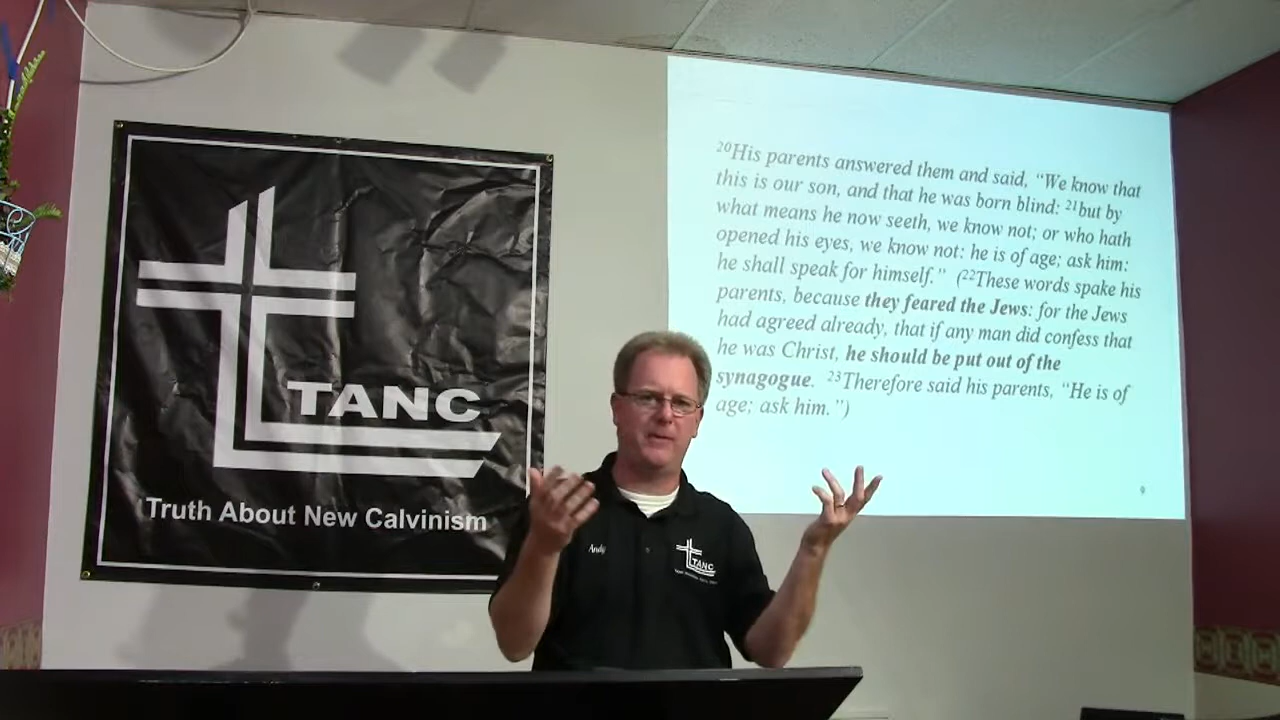 TANC
Truth About New Calvinism
²⁰His parents answered them and said, “We know that
this is our son, and that he was born blind: ²¹but by
what means he now seeth, we know not; or who hath
opened his eyes, we know not: he is of age; ask him:
he shall speak for himself.” (²²These words spake his
parents, because they feared the Jews: for the Jews
had agreed already, that if any man did confess that
he was Christ, he should be put out of the
synagogue. ²³Therefore said his parents, “He is of
age; ask him.”)
9
Andy
TANC